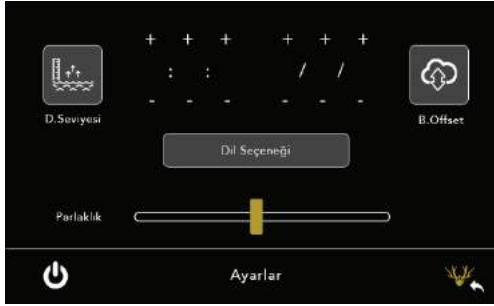 + + + + + +
: : / /
- - - - - -
D.Seviyesi
B.Offset
Dil Seçeneği
Parlaklık
Ayarlar